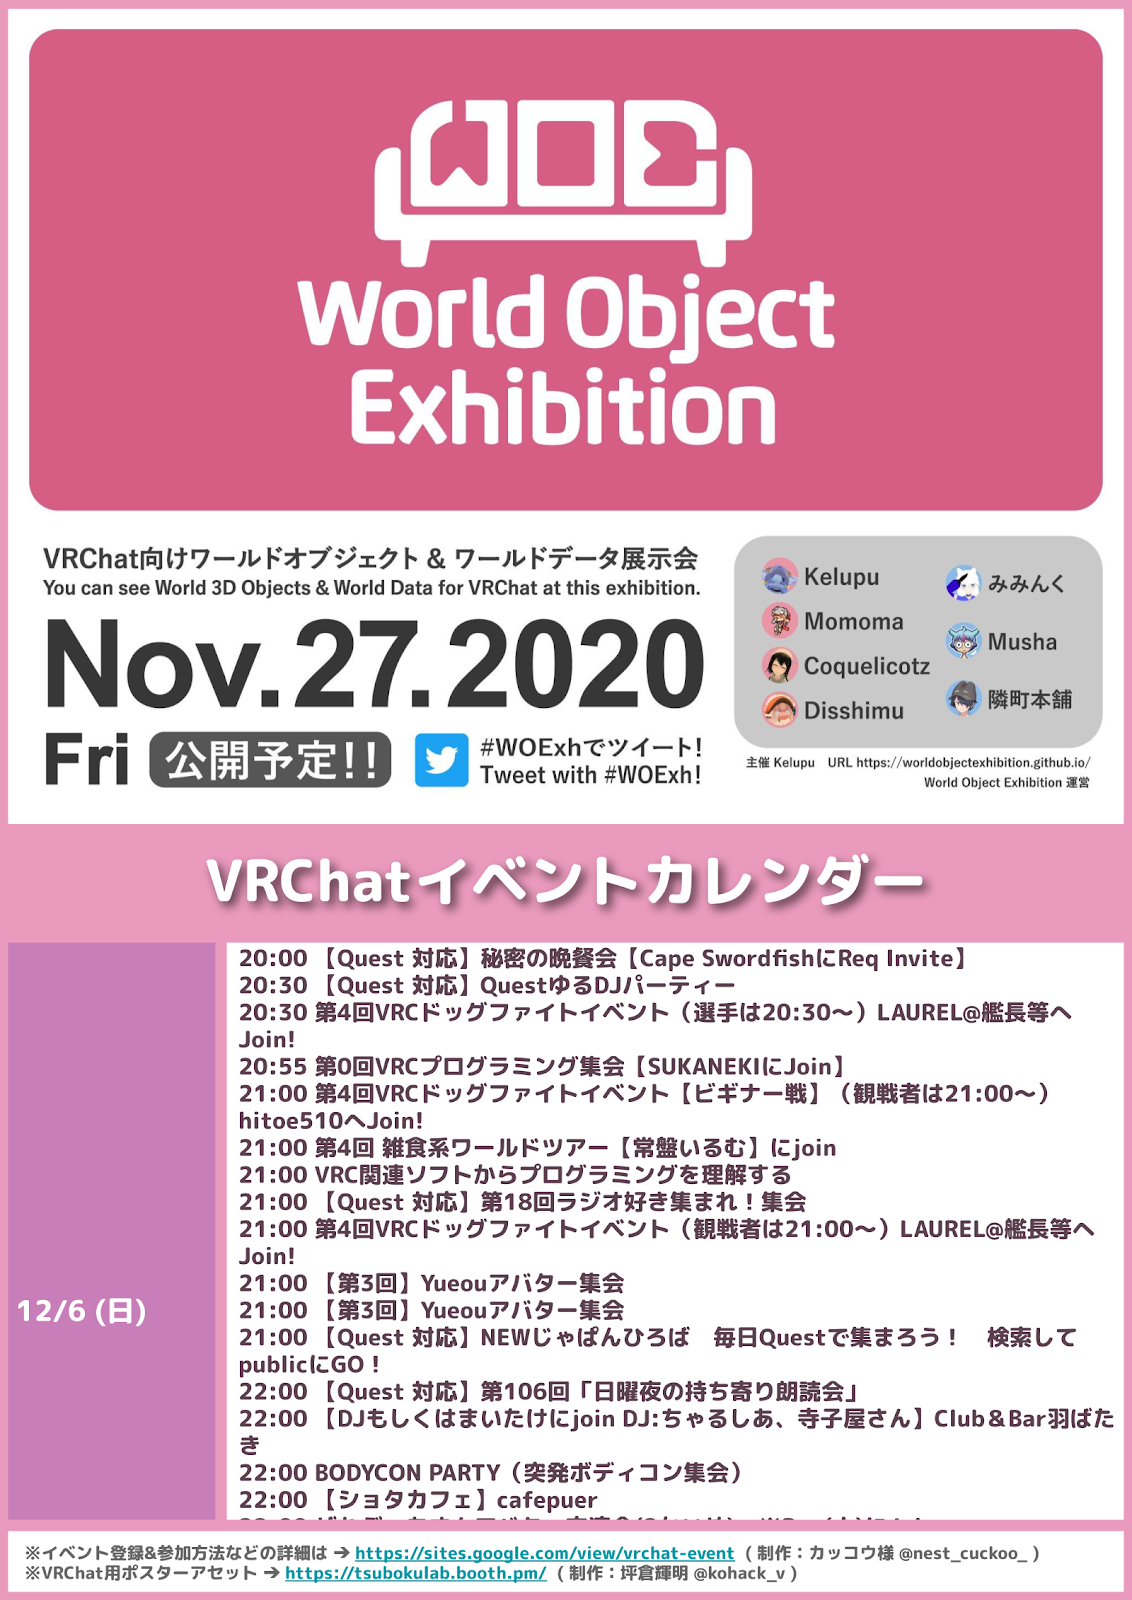 WOE
World Object
Exhibition
VRChat向けワールドオブジェクト & ワールドデータ展示会
You can see World 3D Objects & World Data for VRChat at this exhibition.
Nov.27.2020
Fri 公開予定!! #WOExhでツイート!
Tweet with #WOExh!
Kelupu
Momoma
Coquelicotz
Disshimu
みみんく
Musha
隣町本舗
主催 Kelupu URL https://worldobjectexhibition.github.io/
World Object Exhibition 運営
VRChatイベントカレンダー
12/6 (日)
20:00 【Quest 対応】秘密の晩餐会【Cape SwordfishにReq Invite】
20:30 【Quest 対応】QuestゆるDJパーティー
20:30 第4回VRCドッグファイトイベント（選手は20:30～）LAUREL@艦長等へ
Join!
20:55 第0回VRCプログラミング集会【SUKANEKIにJoin】
21:00 第4回VRCドッグファイトイベント【ビギナー戦】（観戦者は21:00～）
hitoe510へJoin!
21:00 第4回 雑食系ワールドツアー【常盤いるむ】にjoin
21:00 VRC関連ソフトからプログラミングを理解する
21:00 【Quest 対応】第18回ラジオ好き集まれ！集会
21:00 第4回VRCドッグファイトイベント（観戦者は21:00～）LAUREL@艦長等へ
Join!
21:00 【第3回】Yueouアバター集会
21:00 【第3回】Yueouアバター集会
21:00 【Quest 対応】NEWじゃぱんひろば　毎日Questで集まろう！　検索して
publicにGO！
22:00 【Quest 対応】第106回「日曜夜の持ち寄り朗読会」
22:00 【DJもしくはまいたけにjoin DJ:ちゃるしあ、寺子屋さん】Club＆Bar羽ばた
き
22:00 BODYCON PARTY（突発ボディコン集会）
22:00 【ショタカフェ】cafepuer
※イベント登録&参加方法などの詳細は ➔ https://sites.google.com/view/vrchat-event （制作：カッコウ様 @nest_cuckoo_ )
※VRChat用ポスターアセット ➔ https://tsubokulab.booth.pm/ （制作：坪倉輝明 @kohack_v )